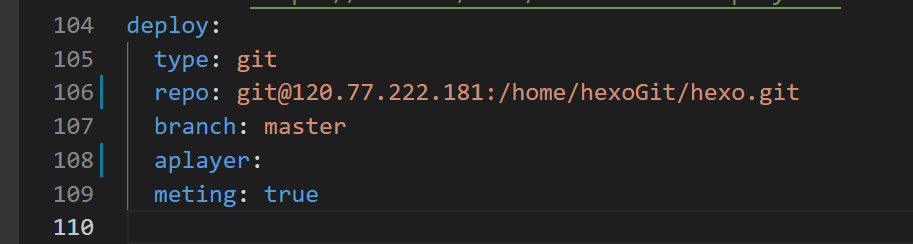 104 deploy:
105 type: git
106 repo: git@120.77.222.181:/home/hexoGit/hexo.git
107 branch: master
108 aplayer:
109 meting: true
110